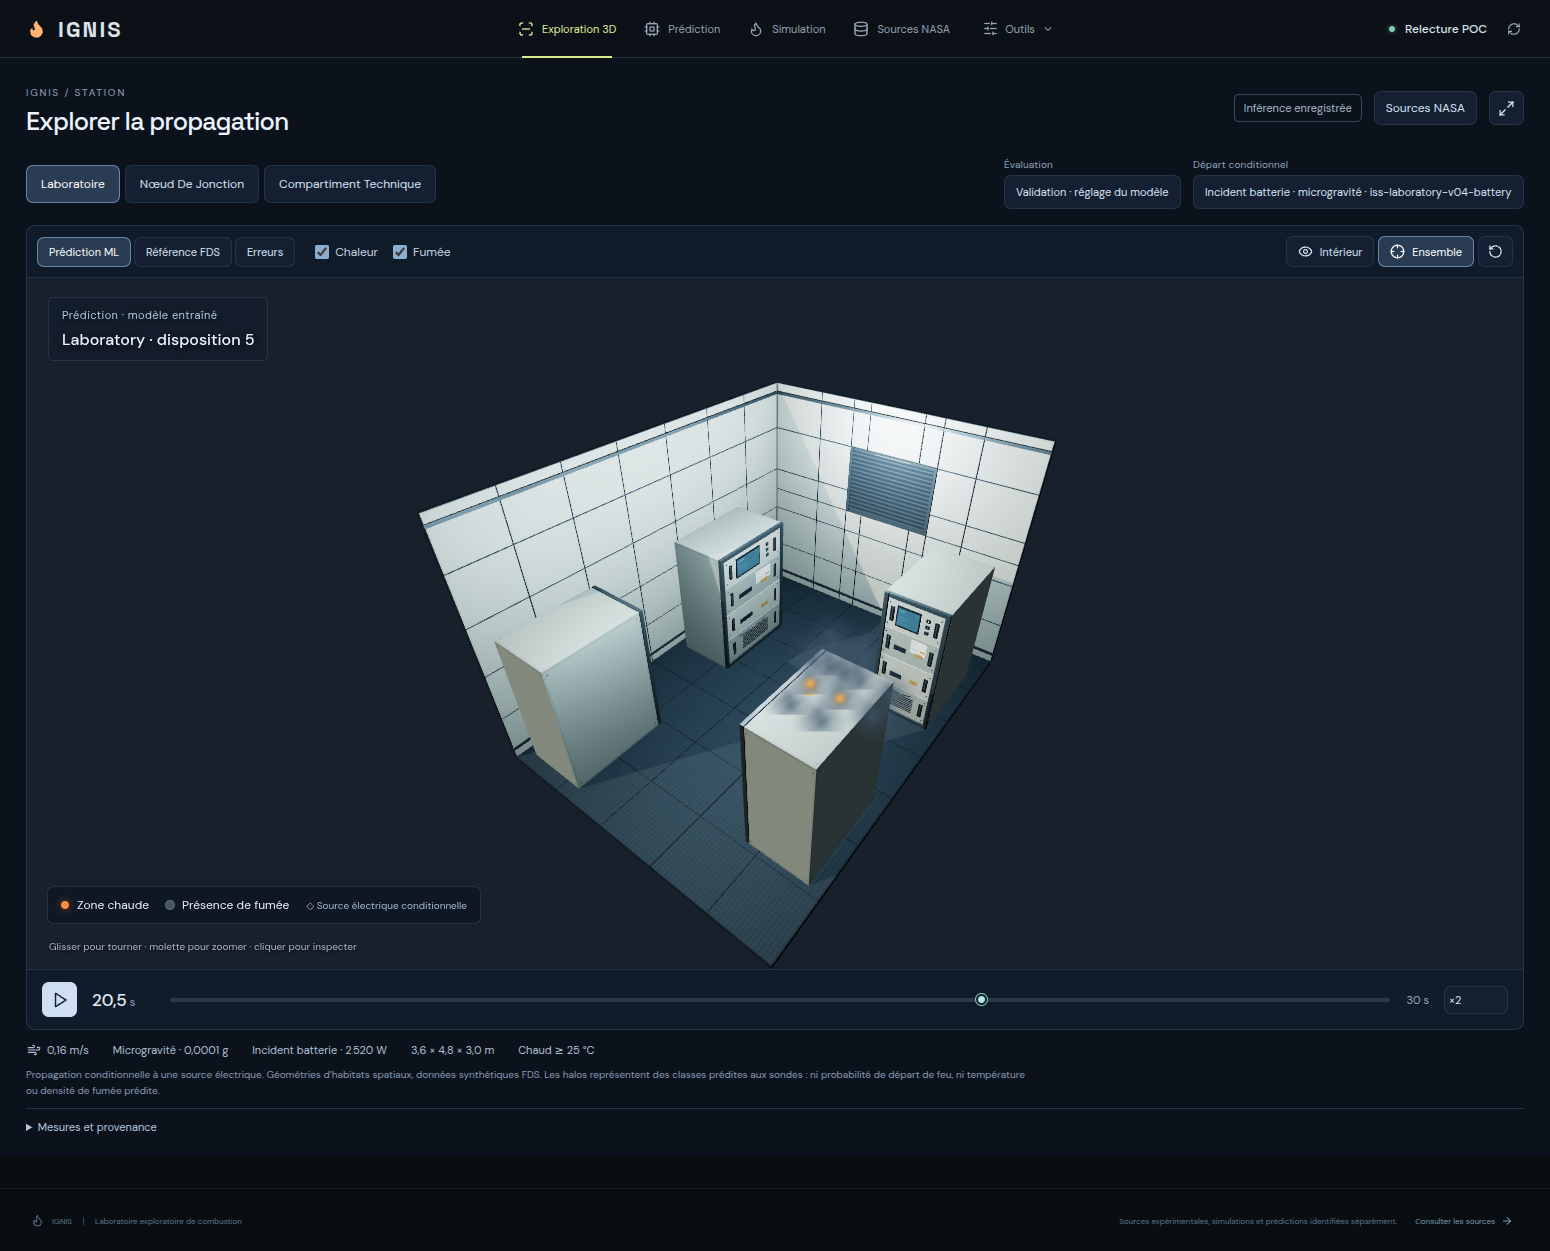 IGNIS
Exploration 3D
Prédiction
Simulation
Sources NASA
Outils
Relecture POC
IGNIS / STATION
Explorer la propagation
Inférence enregistrée
Sources NASA
Laboratoire
Nœud De Jonction
Compartiment Technique
Évaluation
Validation · réglage du modèle
Départ conditionnel
Incident batterie · microgravité · iss-laboratory-v04-battery
Prédiction ML
Référence FDS
Erreurs
Chaleur
Fumée
Intérieur
Ensemble
Prédiction · modèle entraîné
Laboratory · disposition 5
Zone chaude
Présence de fumée
◇ Source électrique conditionnelle
Glisser pour tourner · molette pour zoomer · cliquer pour inspecter
20,5 s
30 s
×2
0,16 m/s
Microgravité · 0,0001 g
Incident batterie · 2 520 W
3,6 × 4,8 × 3,0 m
Chaud ≥ 25 °C
Propagation conditionnelle à une source électrique. Géométries d'habitats spatiaux, données synthétiques FDS. Les halos représentent des classes prédites aux sondes : ni probabilité de départ de feu, ni température
ou densité de fumée prédite.
▶ Mesures et provenance
IGNIS | Laboratoire exploratoire de combustion
Sources expérimentales, simulations et prédictions identifiées séparément.
Consulter les sources →